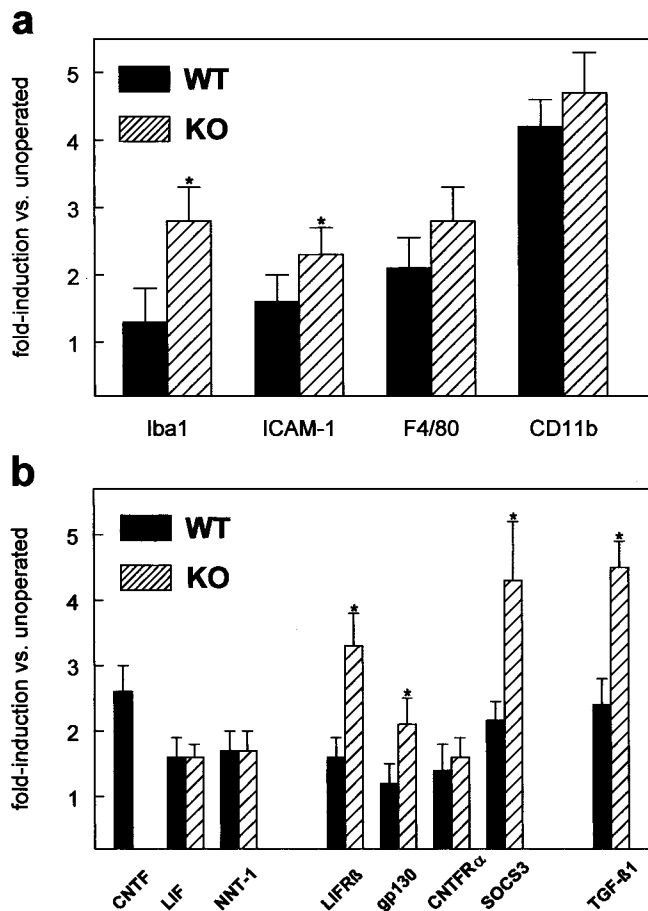 a
WT
KO
fold-induction vs. unoperated
5
4
3
2
1
*
*
Iba1 ICAM-1 F4/80 CD11b
b
WT
KO
fold-induction vs. unoperated
5
4
3
2
1
*
*
*
*
CNTF LIF NNT-1 LIFRß gp130 CNTFRα SOCS3 TGF-ß1